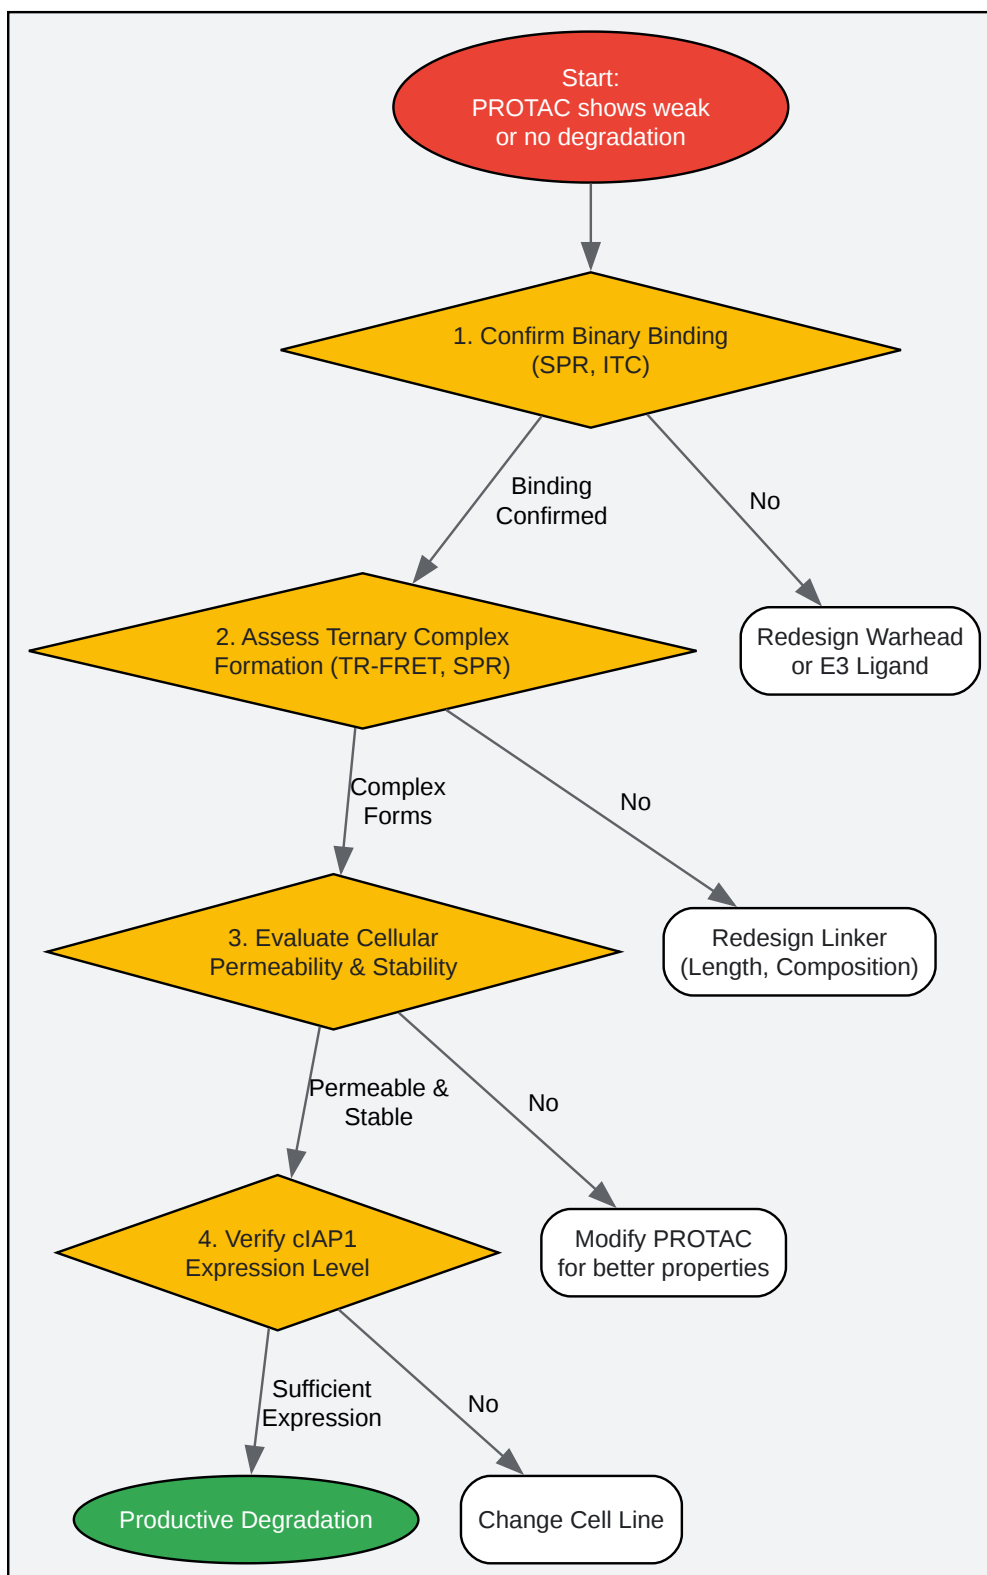 Start:
PROTAC shows weak
or no degradation
1. Confirm Binary Binding
(SPR, ITC)
Binding
Confirmed
No
2. Assess Ternary Complex
Formation (TR-FRET, SPR)
Redesign Warhead
or E3 Ligand
Complex
Forms
No
3. Evaluate Cellular
Permeability & Stability
Redesign Linker
(Length, Composition)
Permeable &
Stable
No
4. Verify cIAP1
Expression Level
Modify PROTAC
for better properties
Sufficient
Expression
No
Productive Degradation
Change Cell Line